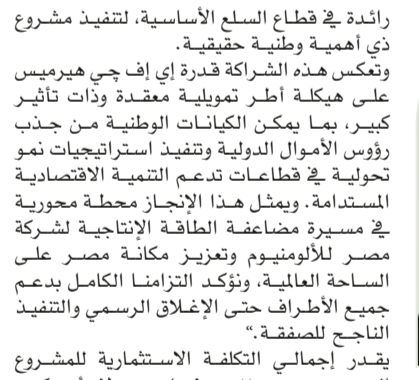 رائدة في قطاع السلع الأساسية، لتنفيذ مشروع
ذي أهمية وطنية حقيقية.
وتعكس هذه الشراكة قدرة إي إف چي هيرميس
على هيكلة أطر تمويلية معقدة وذات تأثير
كبير، بما يمكن الكيانات الوطنية من جذب
رؤوس الأموال الدولية وتنفيذ استراتيجيات نمو
تحولية في قطاعات تدعم التنمية الاقتصادية
المستدامة. ويمثل هذا الإنجاز محطة محورية
في مسيرة مضاعفة الطاقة الإنتاجية لشركة
مصر للألومنيوم وتعزيز مكانة مصر على
الساحة العالمية، ونؤكد التزامنا الكامل بدعم
جميع الأطراف حتى الإغلاق الرسمي والتنفيذ
الناجح للصفقة.“
يقدر إجمالي التكلفة الاستثمارية للمشروع